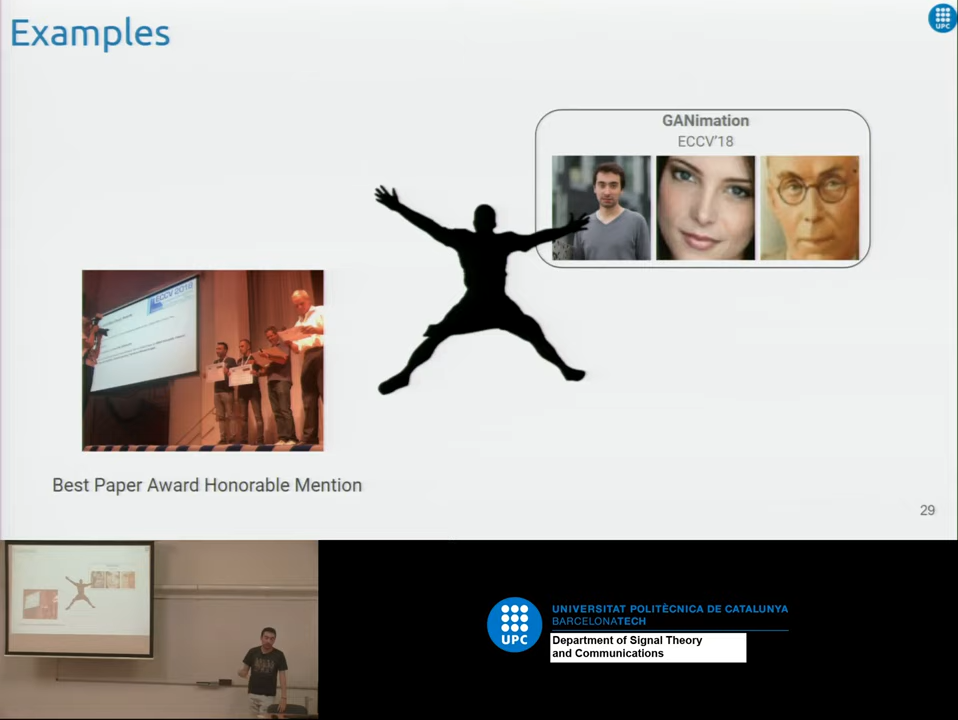 Examples
UPC
GANimation
ECCV'18
Best Paper Award Honorable Mention
29
UPC
UNIVERSITAT POLITÈCNICA DE CATALUNYA
BARCELONATECH
Department of Signal Theory
and Communications